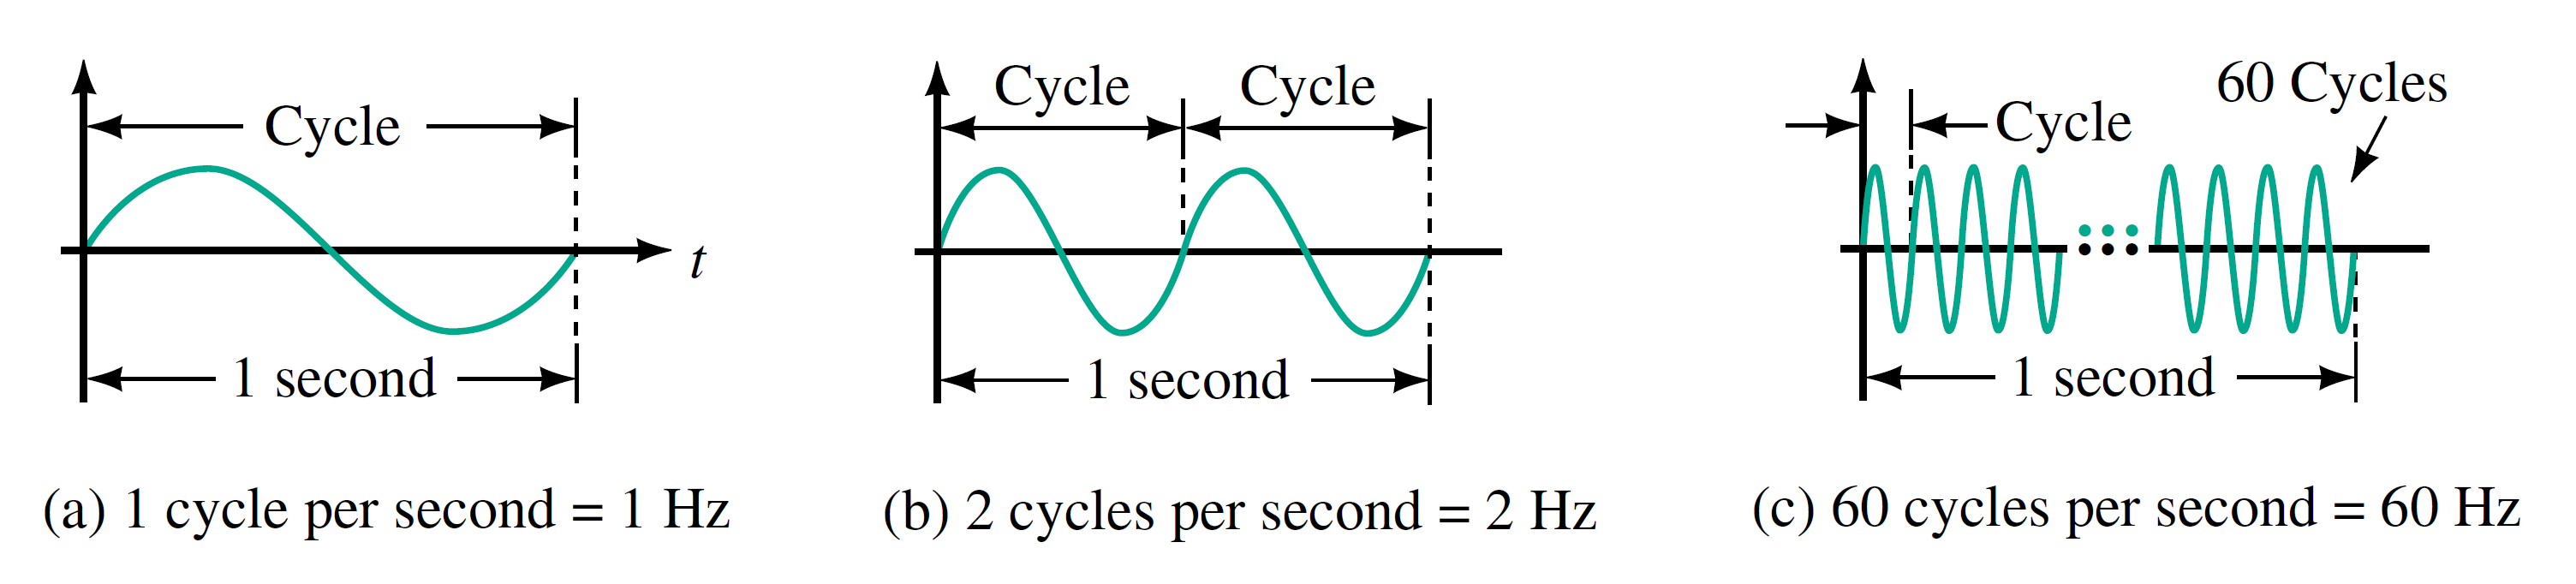 Cycle
t
1 second
(a) 1 cycle per second = 1 Hz
Cycle Cycle
1 second
(b) 2 cycles per second = 2 Hz
60 Cycles
Cycle
1 second
(c) 60 cycles per second = 60 Hz